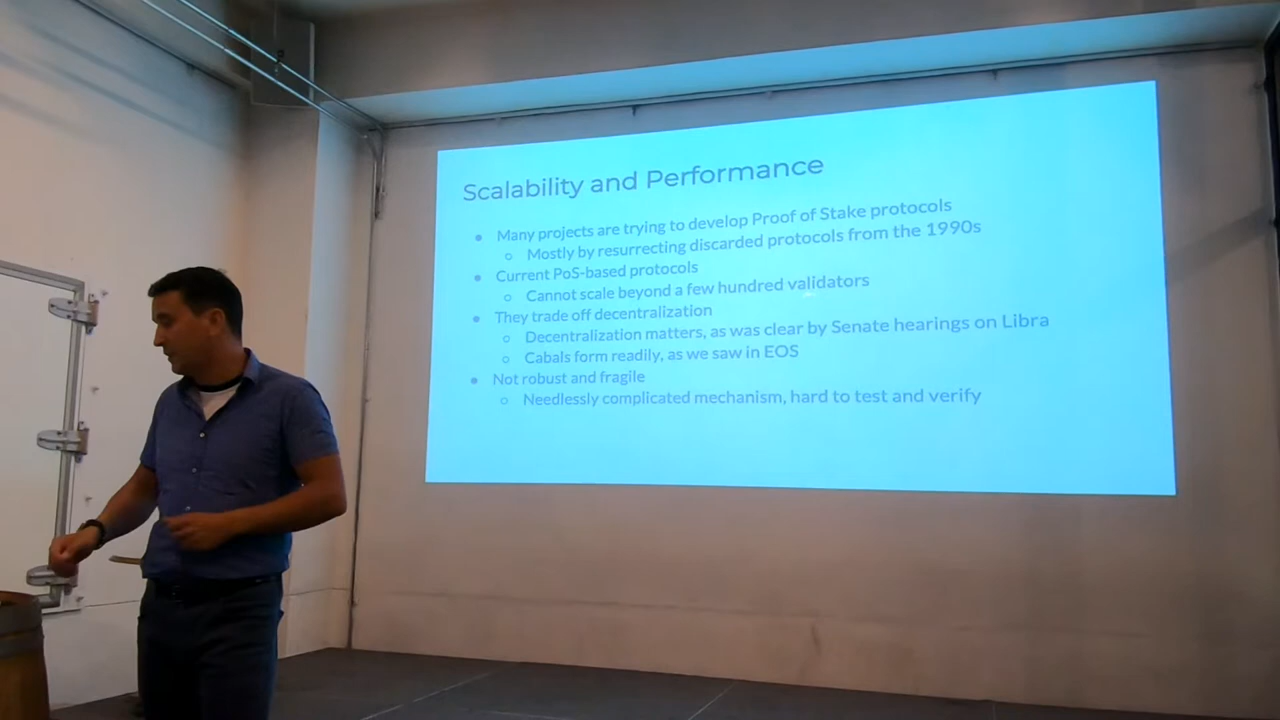 Scalability and Performance
● Many projects are trying to develop Proof of Stake protocols
○ Mostly by resurrecting discarded protocols from the 1990s
● Current PoS-based protocols
○ Cannot scale beyond a few hundred validators
● They trade off decentralization
○ Decentralization matters, as was clear by Senate hearings on Libra
○ Cabals form readily, as we saw in EOS
● Not robust and fragile
○ Needlessly complicated mechanism, hard to test and verify